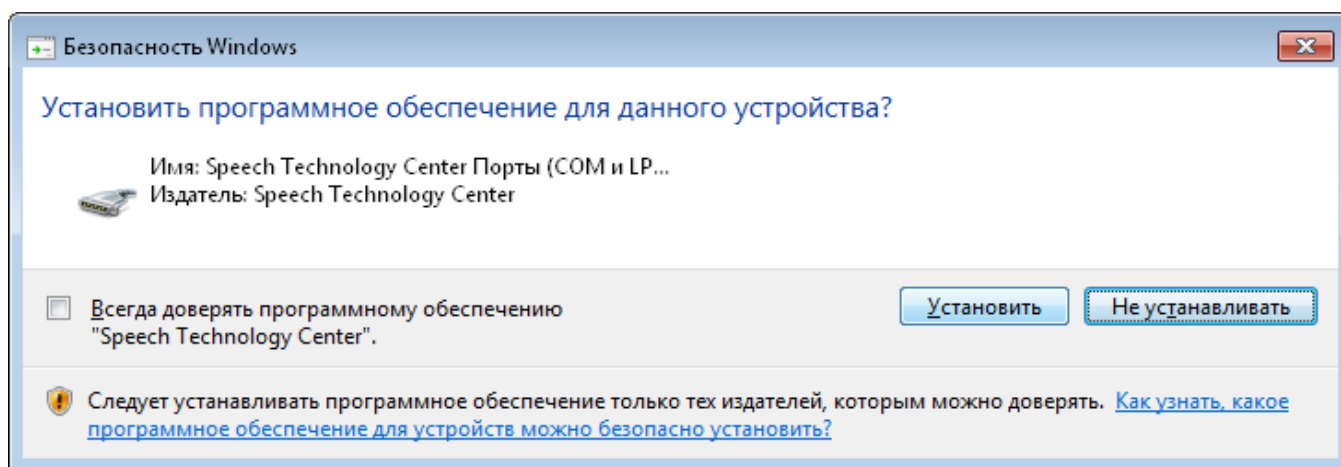 Безопасность Windows
Установить программное обеспечение для данного устройства?
Имя: Speech Technology Center Порты (COM и LP...
Издатель: Speech Technology Center
Всегда доверять программному обеспечению
"Speech Technology Center".
Установить
Не устанавливать
Следует устанавливать программное обеспечение только тех издателей, которым можно доверять. Как узнать, какое
программное обеспечение для устройств можно безопасно установить?